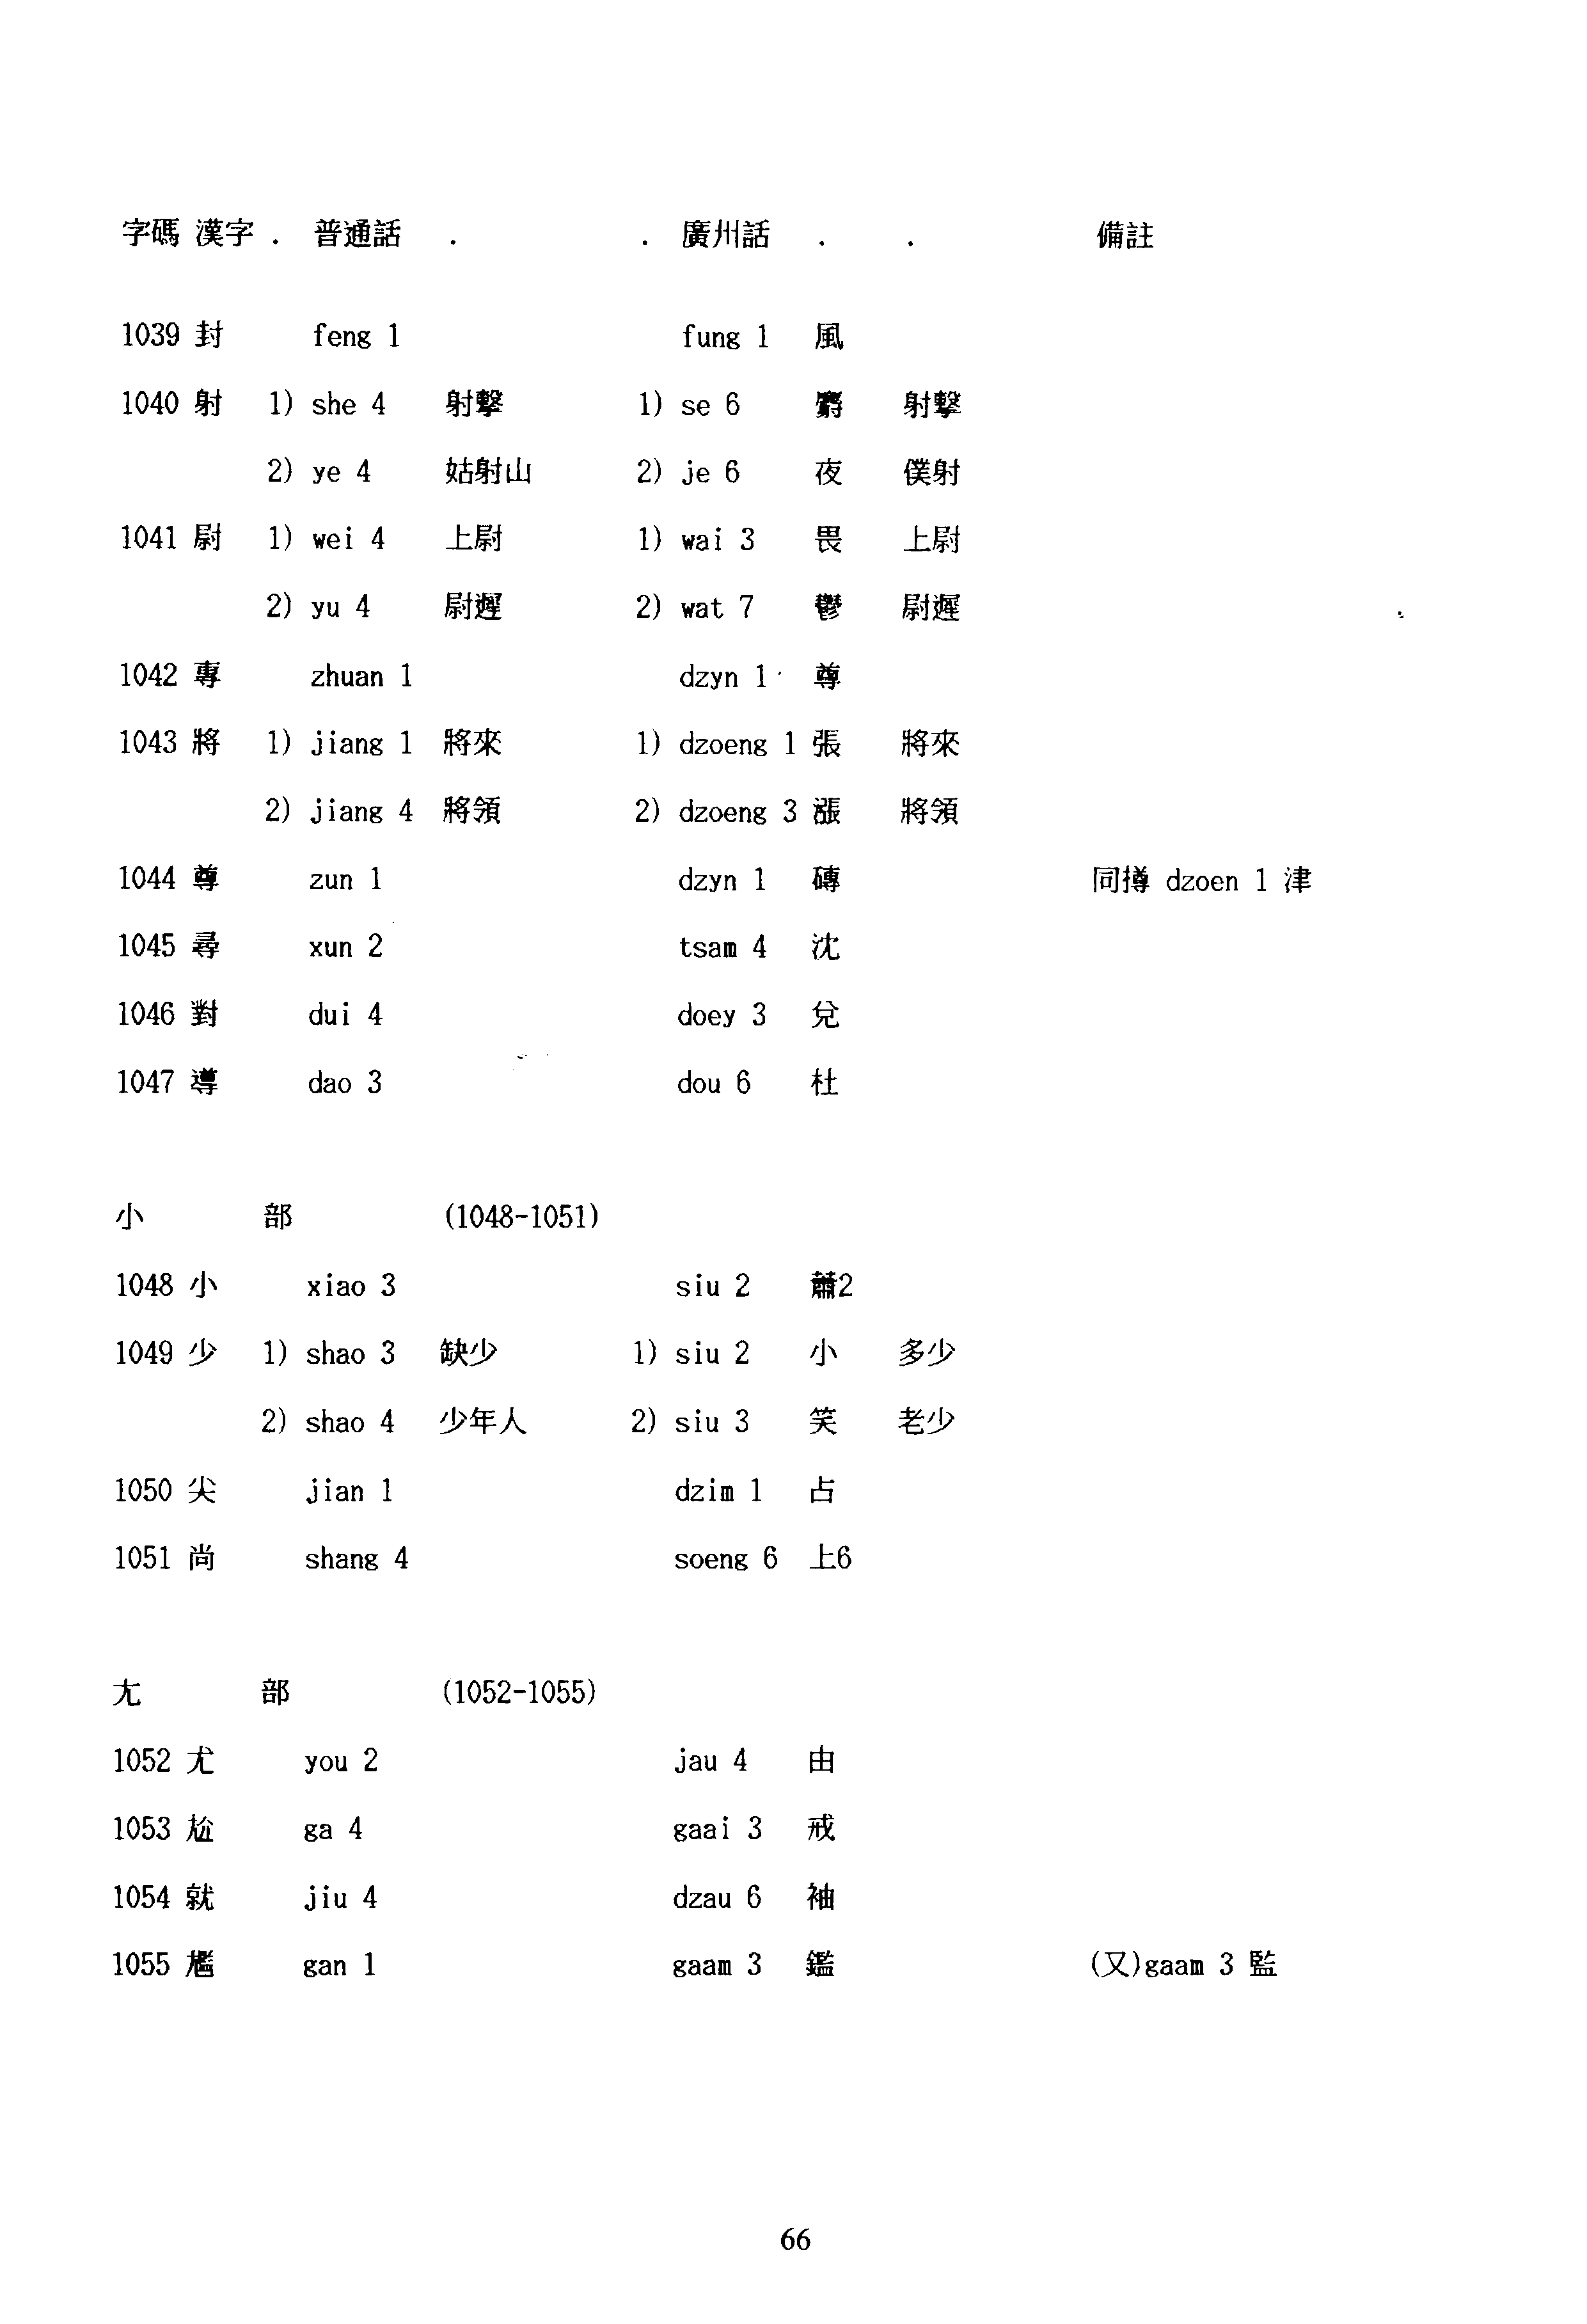 字碼 漢字 . 普通話 . . 廣州話 . . 備註
1039 封 feng 1 fung 1 風
1040 射 1) she 4 射擊 1) se 6 麝 射擊
2) ye 4 姑射山 2) je 6 夜 僕射
1041 尉 1) wei 4 上尉 1) wai 3 畏 上尉
2) yu 4 尉遲 2) wat 7 鬱 尉遲
1042 專 zhuan 1 dzyn 1 尊
1043 將 1) jiang 1 將來 1) dzoeng 1 張 將來
2) jiang 4 將領 2) dzoeng 3 漲 將領
1044 尊 zun 1 dzyn 1 磚 同撙 dzoen 1 津
1045 尋 xun 2 tsam 4 沈
1046 對 dui 4 doey 3 兌
1047 導 dao 3 dou 6 杜
小 部 (1048-1051)
1048 小 xiao 3 siu 2 蕭2
1049 少 1) shao 3 缺少 1) siu 2 小 多少
2) shao 4 少年人 2) siu 3 笑 老少
1050 尖 jian 1 dzim 1 占
1051 尚 shang 4 soeng 6 上6
尢 部 (1052-1055)
1052 尤 you 2 jau 4 由
1053 尬 ga 4 gaai 3 戒
1054 就 jiu 4 dzau 6 袖
1055 尷 gan 1 gaam 3 鑑 (又)gaam 3 監
66